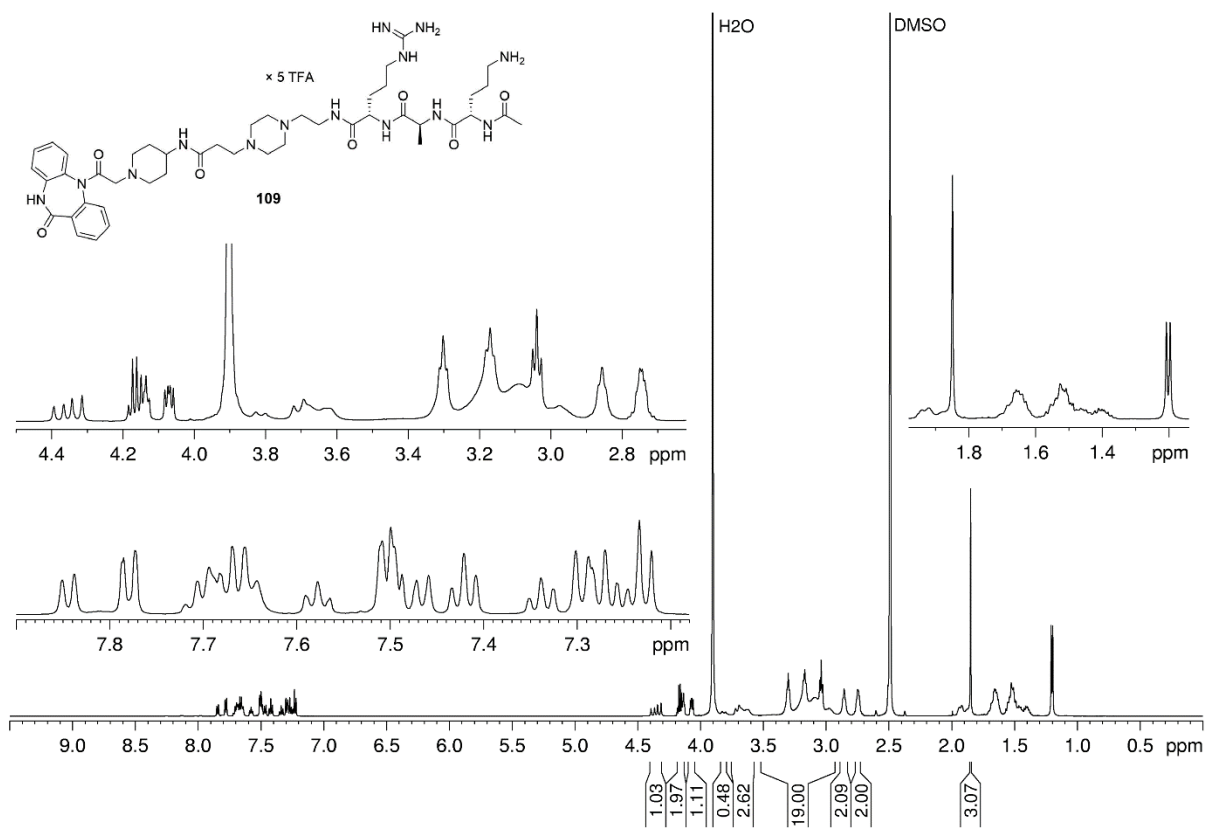 H2O
DMSO
HN
NH2
HN
NH2
× 5 TFA
H
N
O
H
N
O
N
H
O
H
N
O
N
H
O
N
N
H
N
O
N
O
N
HN
O
109
4.4 4.2 4.0 3.8 3.6 3.4 3.2 3.0 2.8 ppm
1.8 1.6 1.4 ppm
7.8 7.7 7.6 7.5 7.4 7.3 ppm
9.0 8.5 8.0 7.5 7.0 6.5 6.0 5.5 5.0 4.5 4.0 3.5 3.0 2.5 2.0 1.5 1.0 0.5 ppm
1.03
1.97
1.11
0.48
2.62
19.00
2.09
2.00
3.07